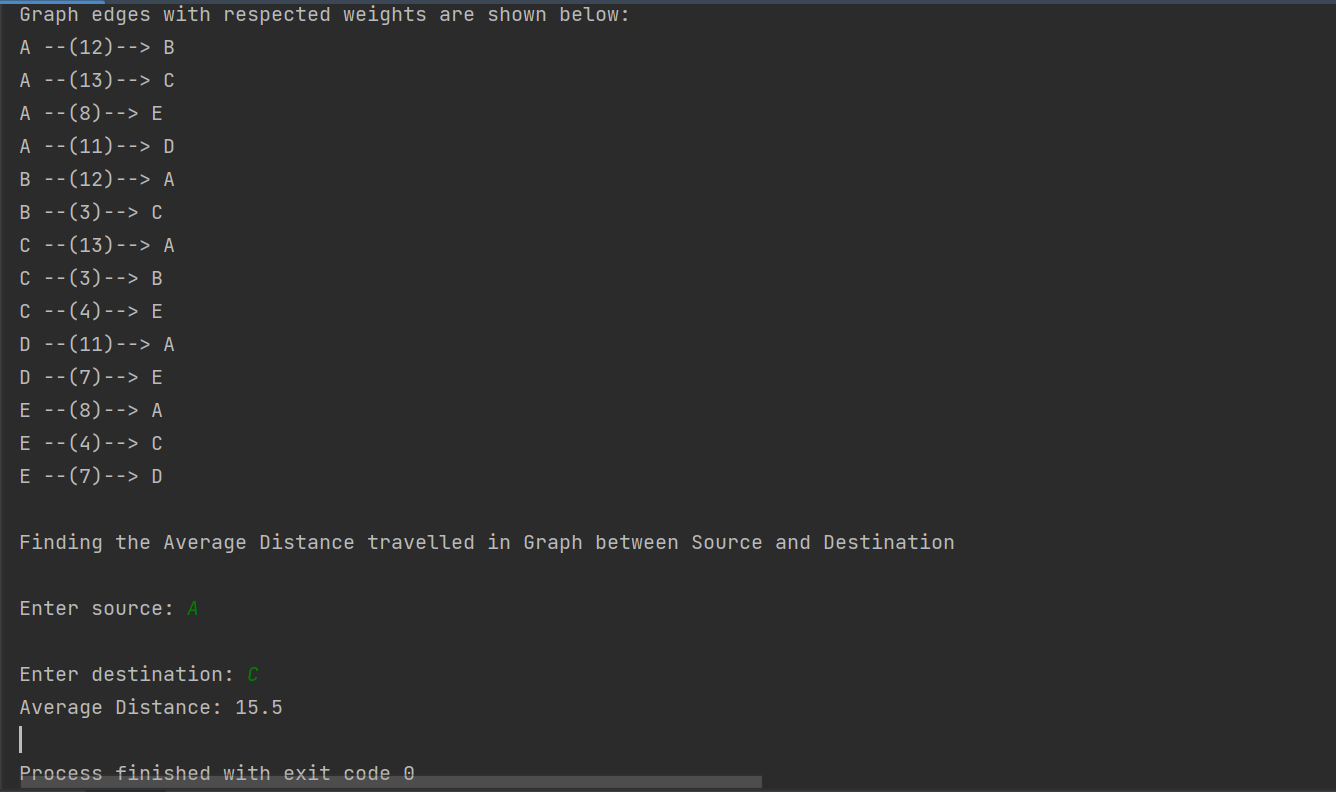 Graph edges with respected weights are shown below:
A --(12)--> B
A --(13)--> C
A --(8)--> E
A --(11)--> D
B --(12)--> A
B --(3)--> C
C --(13)--> A
C --(3)--> B
C --(4)--> E
D --(11)--> A
D --(7)--> E
E --(8)--> A
E --(4)--> C
E --(7)--> D
Finding the Average Distance travelled in Graph between Source and Destination
Enter source: A
Enter destination: C
Average Distance: 15.5
Process finished with exit code 0